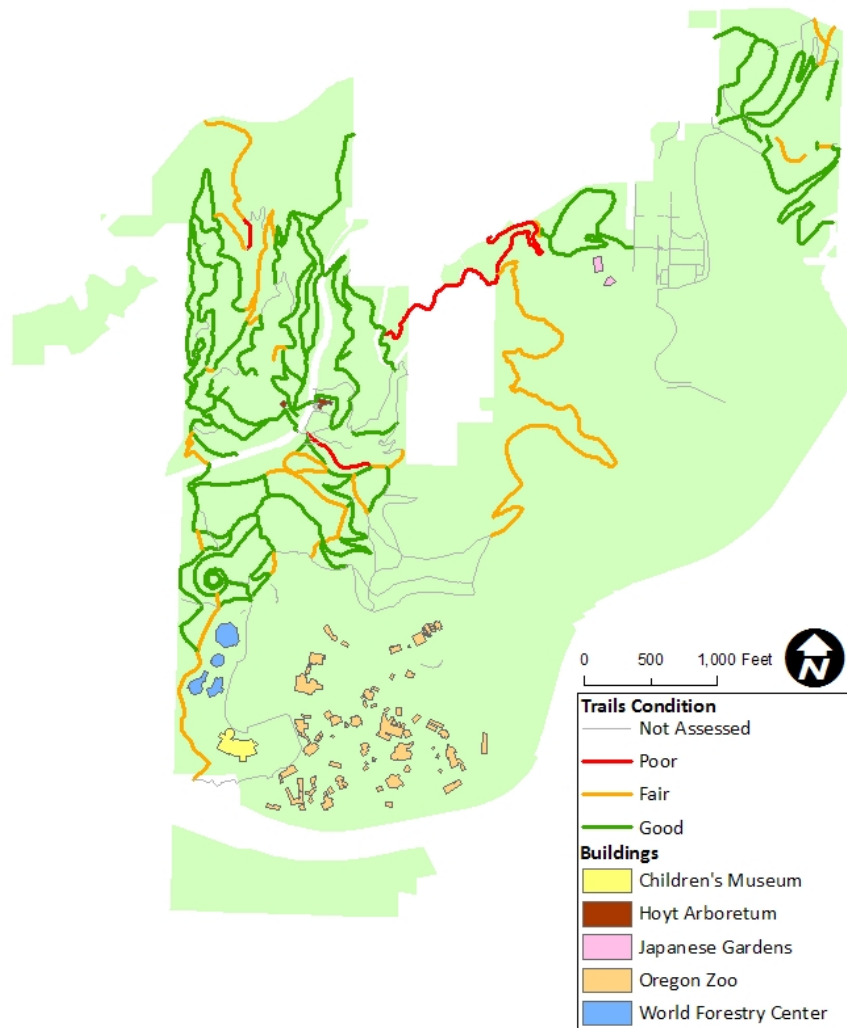 0 500 1,000 Feet
N
Trails Condition
Not Assessed
Poor
Fair
Good
Buildings
Children's Museum
Hoyt Arboretum
Japanese Gardens
Oregon Zoo
World Forestry Center